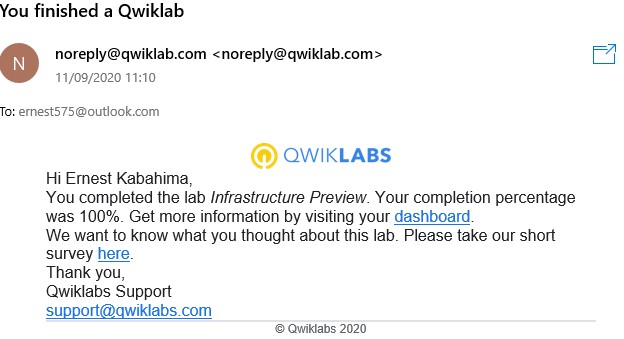 You finished a Qwiklab
N
noreply@qwiklab.com <noreply@qwiklab.com>
11/09/2020 11:10
To: ernest575@outlook.com
QWIKLABS
Hi Ernest Kabahima,
You completed the lab Infrastructure Preview. Your completion percentage
was 100%. Get more information by visiting your dashboard.
We want to know what you thought about this lab. Please take our short
survey here.
Thank you,
Qwiklabs Support
support@qwiklabs.com
© Qwiklabs 2020